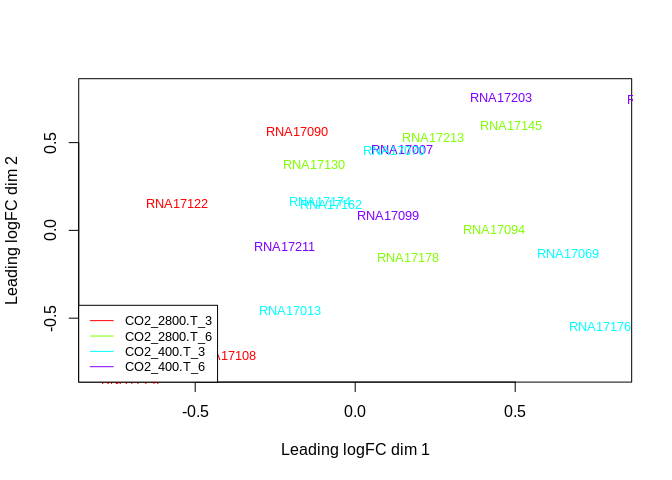 RNA17203
RNA17145
RNA17090
RNA17213
RNA17007
RNA17130
RNA17174
RNA17162
RNA17122
RNA17099
RNA17094
RNA17211
RNA17069
RNA17178
RNA17013
RNA17176
CO2_2800.T_3
CO2_2800.T_6
CO2_400.T_3
CO2_400.T_6
A17108
-0.5
0.0
0.5
-0.5
0.0
0.5
Leading logFC dim 1
Leading logFC dim 2